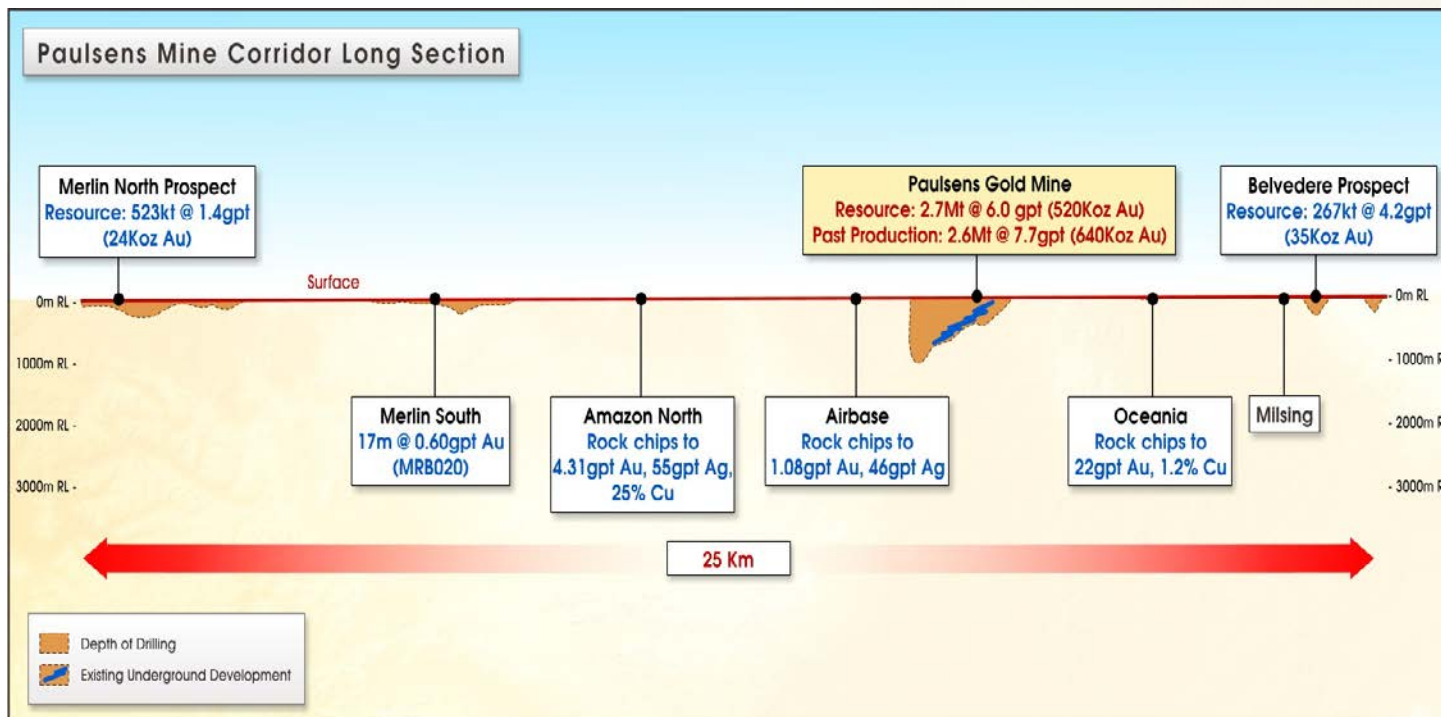 Paulsens Mine Corridor Long Section
Merlin North Prospect
Resource: 523kt @ 1.4gpt
(24Koz Au)
Paulsens Gold Mine
Resource: 2.7Mt @ 6.0 gpt (520Koz Au)
Past Production: 2.6Mt @ 7.7gpt (640Koz Au)
Belvedere Prospect
Resource: 267kt @ 4.2gpt
(35Koz Au)
Surface
0m RL -
1000m RL -
2000m RL -
3000m RL -
- 0m RL
- 1000m R
- 2000m RL
- 3000m RL
Merlin South
17m @ 0.60gpt Au
(MRB020)
Amazon North
Rock chips to
4.31gpt Au, 55gpt Ag,
25% Cu
Airbase
Rock chips to
1.08gpt Au, 46gpt Ag
Oceania
Rock chips to
22gpt Au, 1.2% Cu
Milsing
25 Km
Depth of Drilling
Existing Underground Development